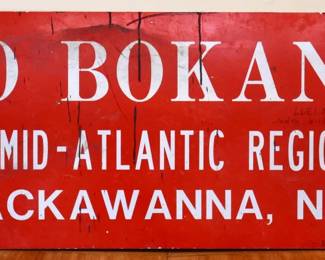 O BOKAN
MID-ATLANTIC REGIO
ACKAWANNA, N